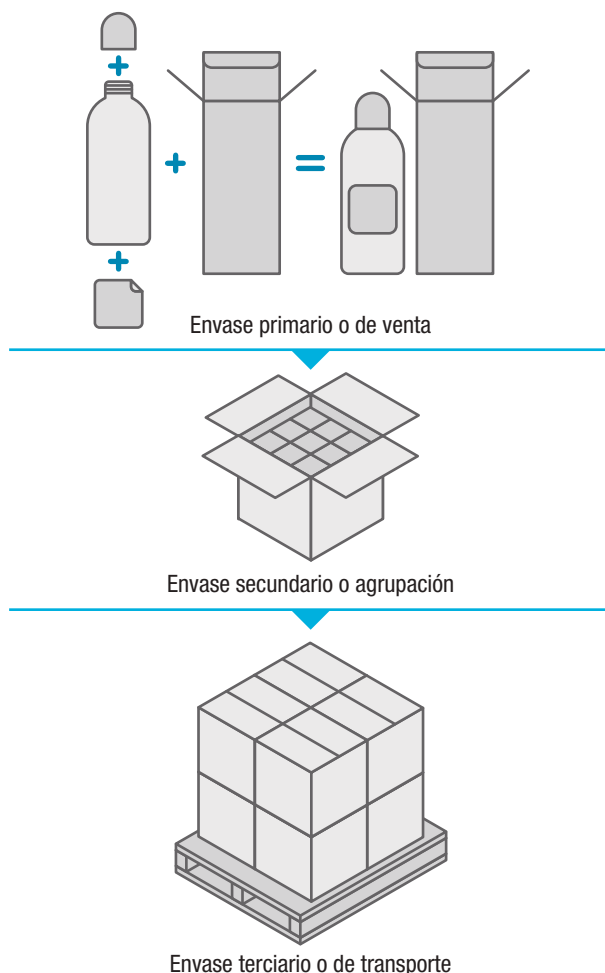 Envase primario o de venta
Envase secundario o agrupación
Envase terciario o de transporte